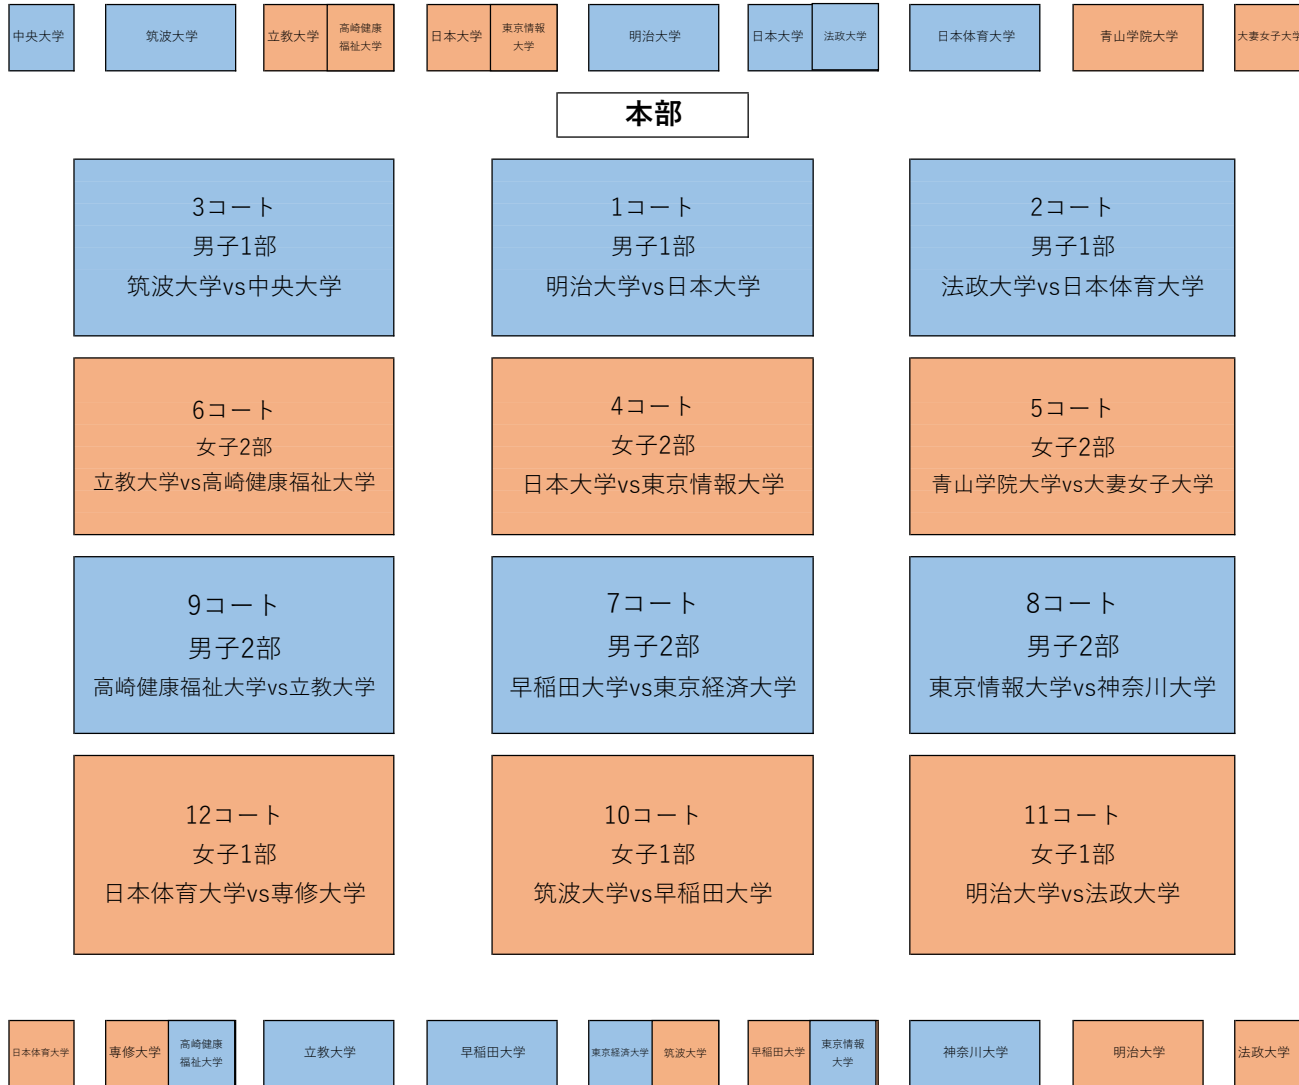 中央大学
筑波大学
立教大学
高崎健康
福祉大学
日本大学
東京情報
大学
明治大学
日本大学
法政大学
日本体育大学
青山学院大学
大妻女子大学
本部
3コート
男子1部
筑波大学vs中央大学
1コート
男子1部
明治大学vs日本大学
2コート
男子1部
法政大学vs日本体育大学
6コート
女子2部
立教大学vs高崎健康福祉大学
4コート
女子2部
日本大学vs東京情報大学
5コート
女子2部
青山学院大学vs大妻女子大学
9コート
男子2部
高崎健康福祉大学vs立教大学
7コート
男子2部
早稲田大学vs東京経済大学
8コート
男子2部
東京情報大学vs神奈川大学
12コート
女子1部
日本体育大学vs専修大学
10コート
女子1部
筑波大学vs早稲田大学
11コート
女子1部
明治大学vs法政大学
日本体育大学
専修大学
高崎健康
福祉大学
立教大学
早稲田大学
東京経済大学
筑波大学
早稲田大学
東京情報
大学
神奈川大学
明治大学
法政大学